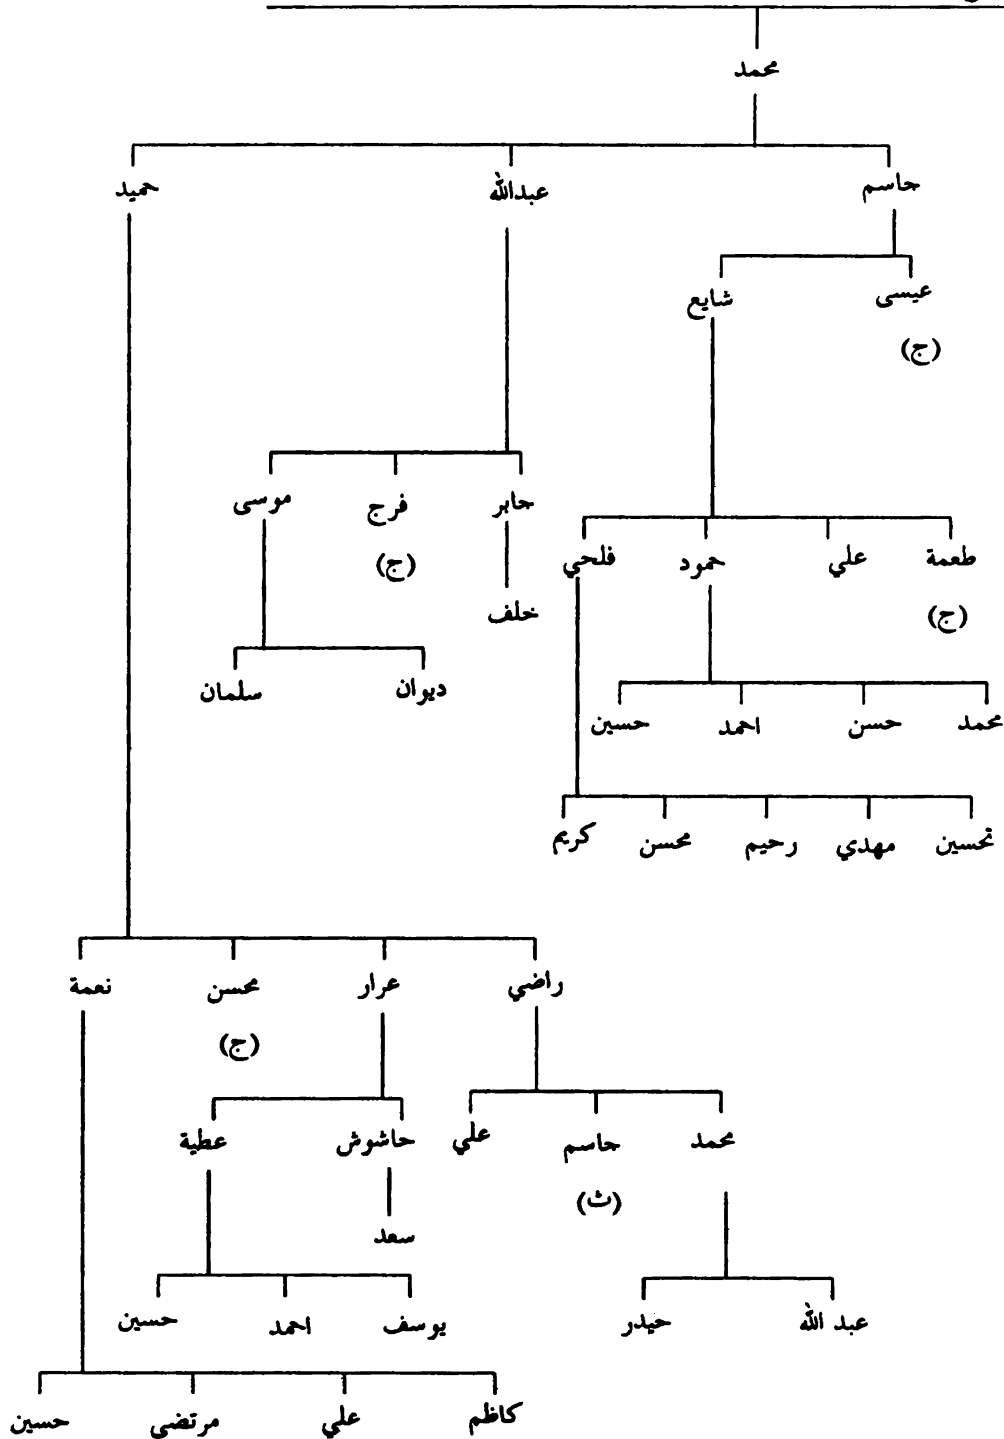 محمد
جاسم عبدالله حميد
عيسى شايع
(ج)
جابر فرج موسى
(ج)
طعمة علي حمود فلحي
(ج)
خلف
ديوان سلمان
محمد حسن احمد حسين
تحسين مهدي رحيم محسن كريم
راضي عرار محسن نعمة
(ج)
محمد جاسم علي حاشوش عطية
(ث)
سعد
عبد الله حيدر يوسف احمد حسين
كاظم علي مرتضى حسين